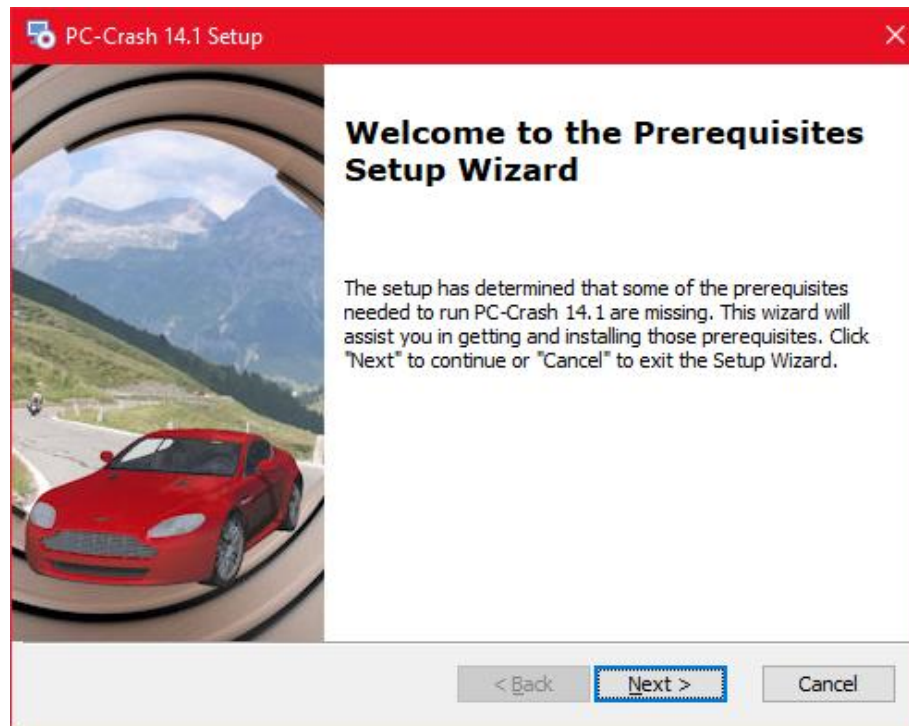 PC-Crash 14.1 Setup
Welcome to the Prerequisites
Setup Wizard
The setup has determined that some of the prerequisites
needed to run PC-Crash 14.1 are missing. This wizard will
assist you in getting and installing those prerequisites. Click
"Next" to continue or "Cancel" to exit the Setup Wizard.
< Back
Next >
Cancel